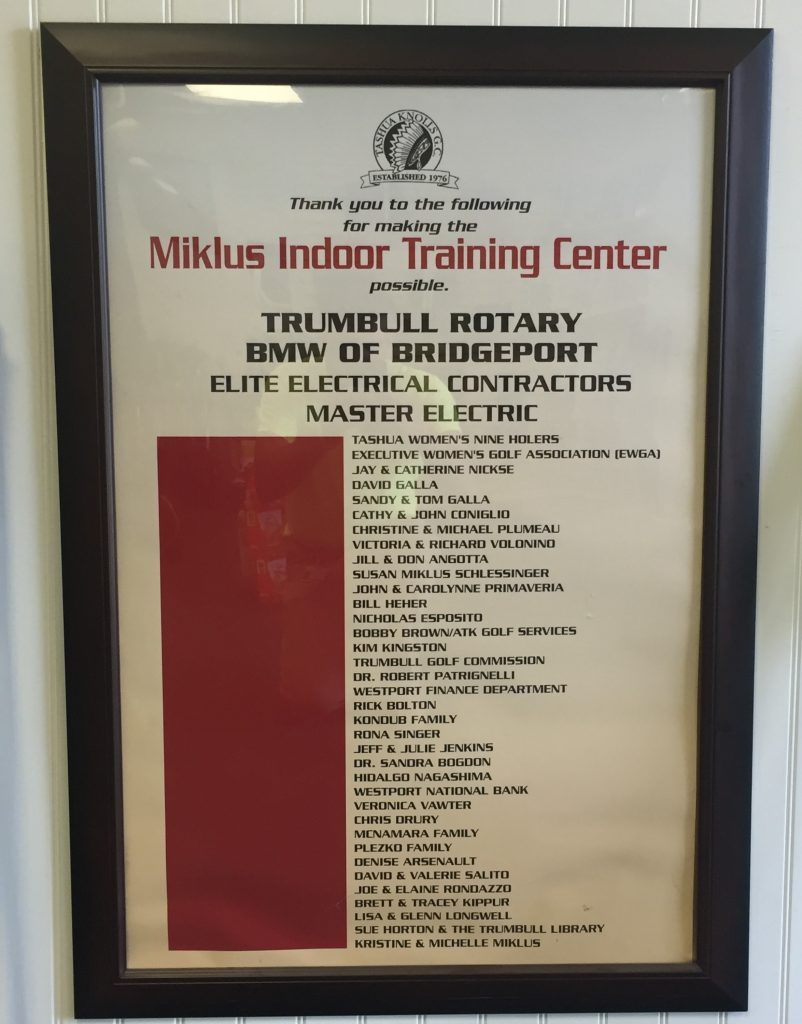 TASHUA KNOLLS G.C.
ESTABLISHED 1976
Thank you to the following
for making the
Miklus Indoor Training Center
possible.
TRUMBULL ROTARY
BMW OF BRIDGEPORT
ELITE ELECTRICAL CONTRACTORS
MASTER ELECTRIC
TASHUA WOMEN'S NINE HOLERS
EXECUTIVE WOMEN'S GOLF ASSOCIATION (EWGA)
JAY & CATHERINE NICKSE
DAVID GALLA
SANDY & TOM GALLA
CATHY & JOHN CONIGLIO
CHRISTINE & MICHAEL PLUMEAU
VICTORIA & RICHARD VOLONINO
JILL & DON ANGOTTA
SUSAN MIKLUS SCHLESSINGER
JOHN & CAROLYNNE PRIMAVERIA
BILL HEHER
NICHOLAS ESPOSITO
BOBBY BROWN/ATK GOLF SERVICES
KIM KINGSTON
TRUMBULL GOLF COMMISSION
DR. ROBERT PATRIGNELLI
WESTPORT FINANCE DEPARTMENT
RICK BOLTON
KONDUB FAMILY
RONA SINGER
JEFF & JULIE JENKINS
DR. SANDRA BOGDON
HIDALGO NAGASHIMA
WESTPORT NATIONAL BANK
VERONICA VAWTER
CHRIS DRURY
MCNAMARA FAMILY
PLEZKO FAMILY
DENISE ARSENAULT
DAVID & VALERIE SALITO
JOE & ELAINE RONDAZZO
BRETT & TRACEY KIPPUR
LISA & GLENN LONGWELL
SUE HORTON & THE TRUMBULL LIBRARY
KRISTINE & MICHELLE MIKLUS